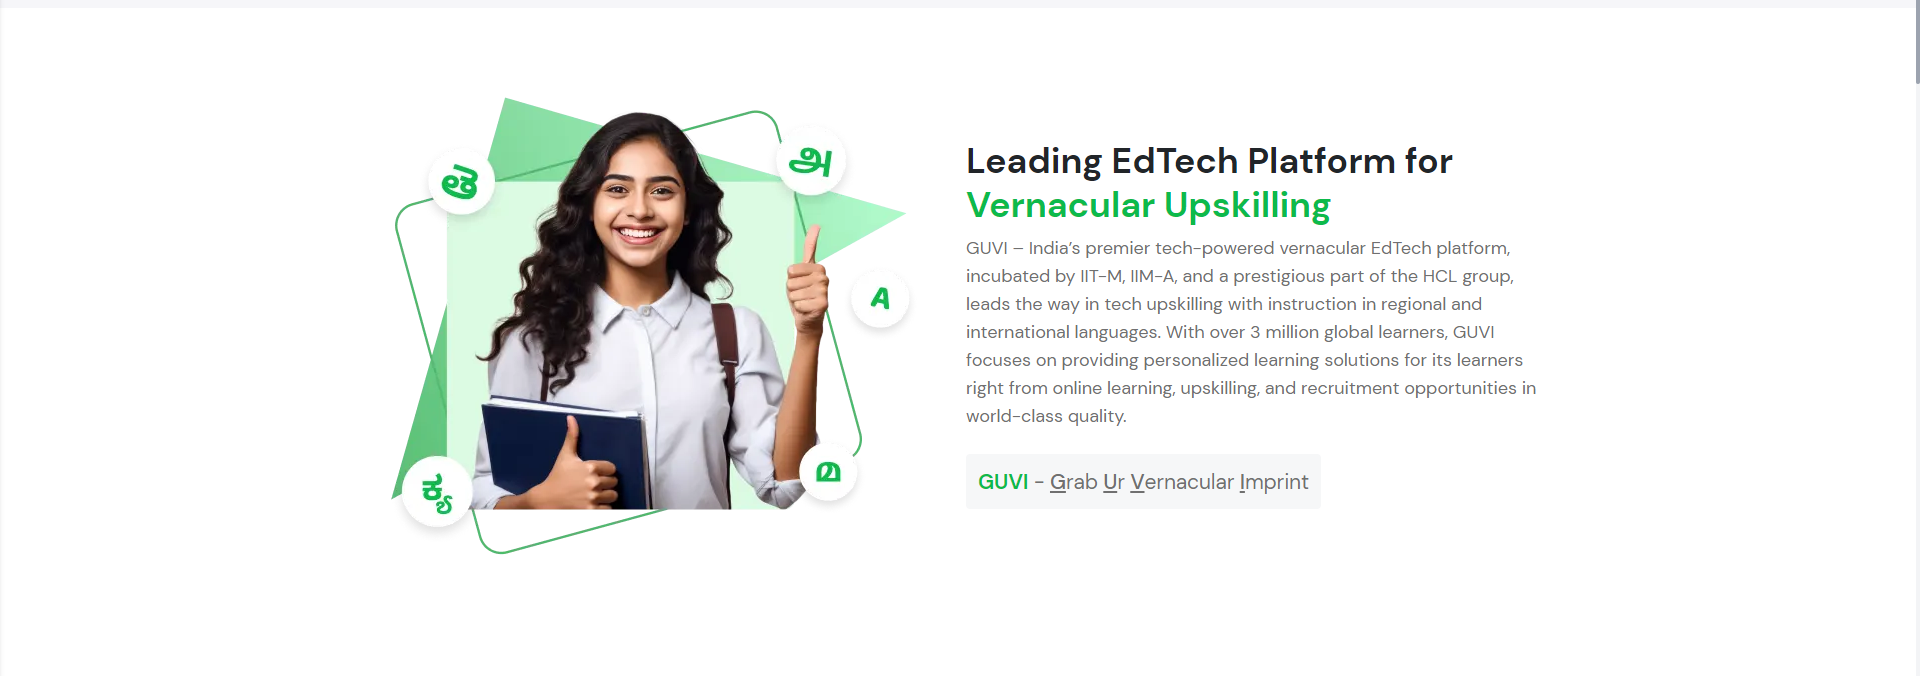 తె
அ
A
ಕೃ
മ
Leading EdTech Platform for
Vernacular Upskilling
GUVI – India’s premier tech-powered vernacular EdTech platform,
incubated by IIT-M, IIM-A, and a prestigious part of the HCL group,
leads the way in tech upskilling with instruction in regional and
international languages. With over 3 million global learners, GUVI
focuses on providing personalized learning solutions for its learners
right from online learning, upskilling, and recruitment opportunities in
world-class quality.
GUVI - Grab Ur Vernacular Imprint